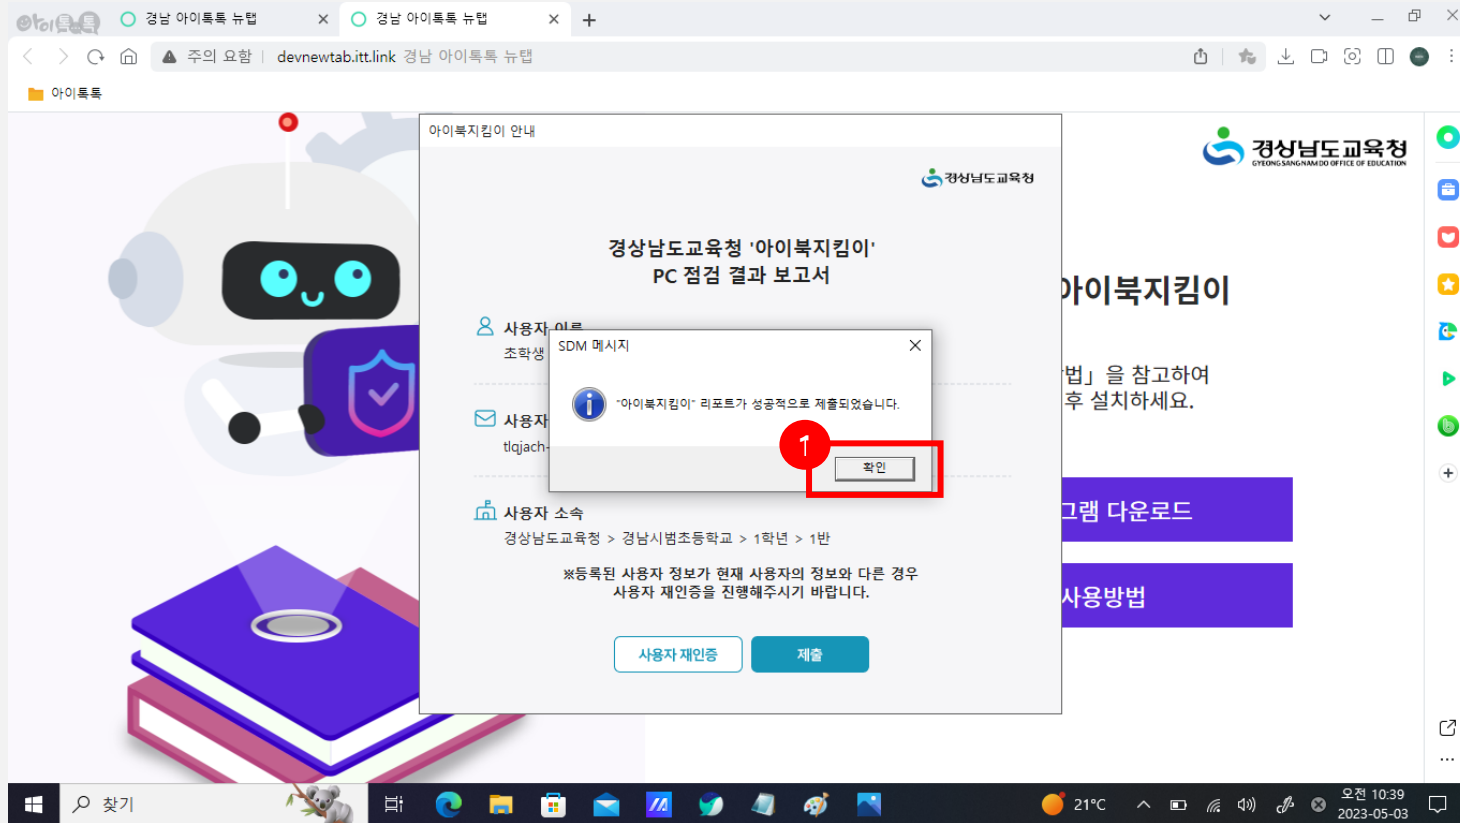 아이톡톡
경남 아이톡톡 뉴탭
경남 아이톡톡 뉴탭
주의 요함
devnewtab.itt.link 경남 아이톡톡 뉴탭
아이톡톡
아이북지킴이 안내
경상남도교육청
경상남도교육청
GYEONGSANGNAMDO OFFICE OF EDUCATION
경상남도교육청 '아이북지킴이'
PC 점검 결과 보고서
아이북지킴이
사용자 이름
초학생
SDM 메시지
"아이북지킴이" 리포트가 성공적으로 제출되었습니다.
법」을 참고하여
후 설치하세요.
사용자
tlqjach-
1
확인
사용자 소속
경상남도교육청 > 경남시범초등학교 > 1학년 > 1반
그램 다운로드
※등록된 사용자 정보가 현재 사용자의 정보와 다른 경우
사용자 재인증을 진행해주시기 바랍니다.
사용방법
사용자 재인증
제출
찾기
21°C
오전 10:39
2023-05-03